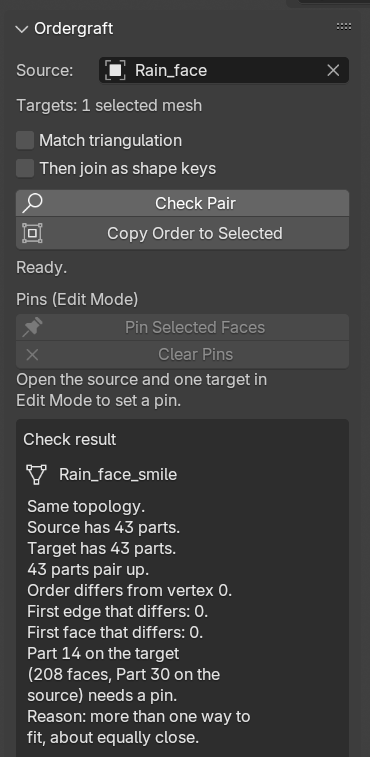 Ordergraft
Source: Rain_face
Targets: 1 selected mesh
Match triangulation
Then join as shape keys
Check Pair
Copy Order to Selected
Ready.
Pins (Edit Mode)
Pin Selected Faces
Clear Pins
Open the source and one target in
Edit Mode to set a pin.
Check result
Rain_face_smile
Same topology.
Source has 43 parts.
Target has 43 parts.
43 parts pair up.
Order differs from vertex 0.
First edge that differs: 0.
First face that differs: 0.
Part 14 on the target
(208 faces, Part 30 on the
source) needs a pin.
Reason: more than one way to
fit, about equally close.